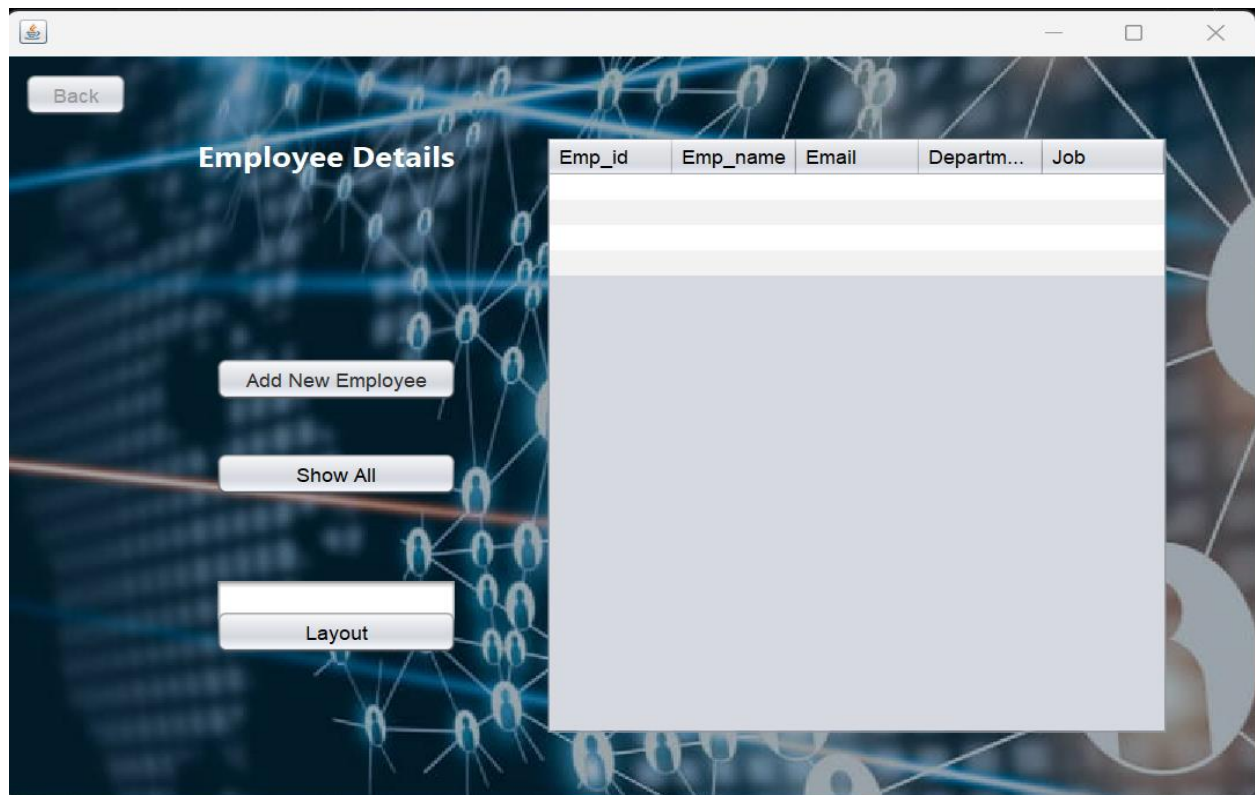 Back
Employee Details
Emp_id Emp_name Email Departm... Job
Add New Employee
Show All
Layout